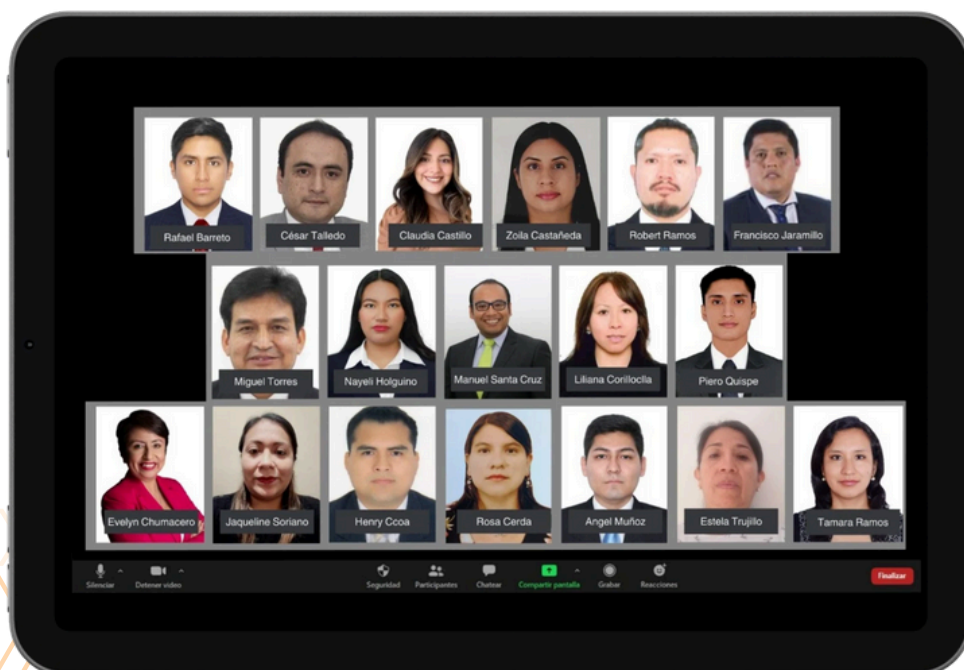 Rafael Barreto
César Talledo
Claudia Castillo
Zoila Castañeda
Robert Ramos
Francisco Jaramillo
Miguel Torres
Nayeli Holguino
Manuel Santa Cruz
Liliana Corilloclla
Piero Quispe
Evelyn Chumacero
Jaqueline Soriano
Henry Ccoa
Rosa Cerda
Angel Muñoz
Estela Trujillo
Tamara Ramos
Silenciar
Detener video
Seguridad
Participantes
Chatear
Compartir pantalla
Grabar
Reacciones
Finalizar